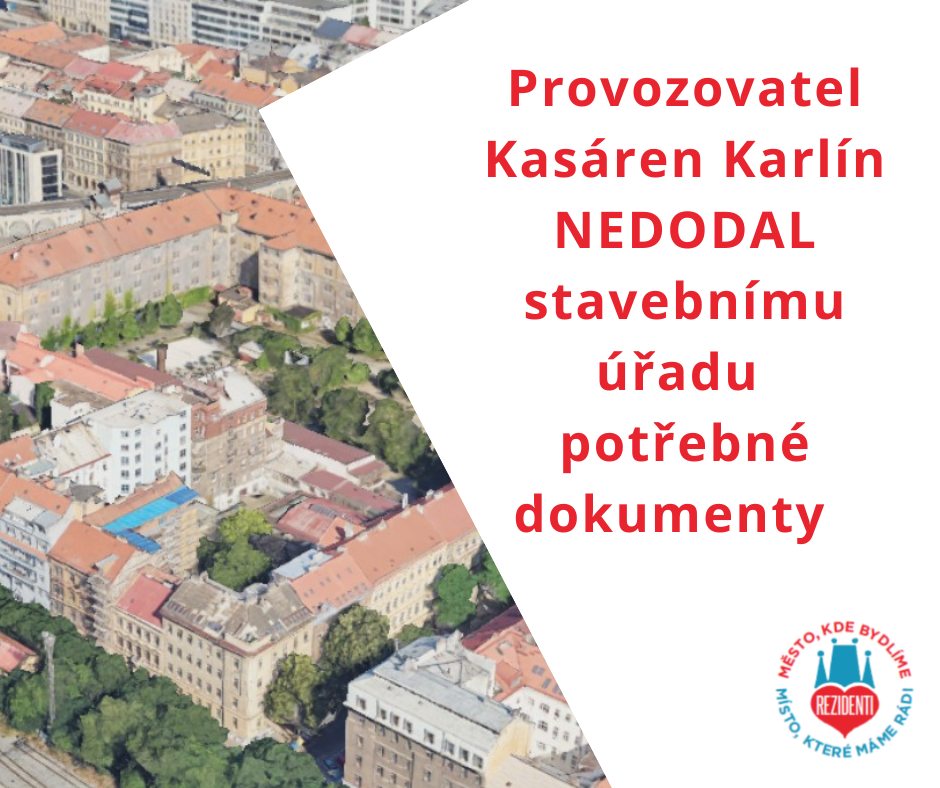 Provozovatel
Kasáren Karlín
NEDODAL
stavebnímu
úřadu
potřebné
dokumenty
MĚSTO, KDE BYDLÍME
REZIDENTI
MÍSTO, KTERÉ MÁME RÁDI